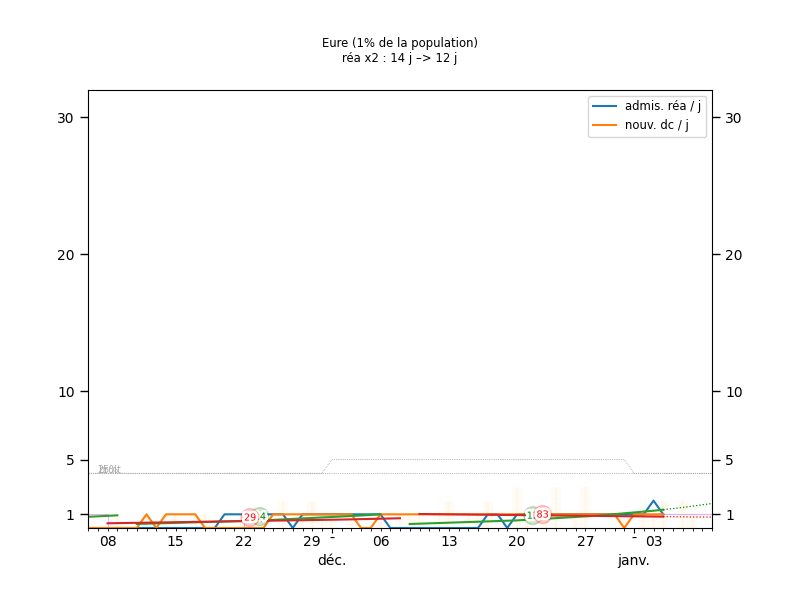 Eure (1% de la population)
réa x2 : 14 j –> 12 j
admis. réa / j
nouv. dc / j
30 30
20 20
10 10
5 5
29 4 83
1 1
08 15 22 29 - 06 13 20 27 - 03
déc. janv.